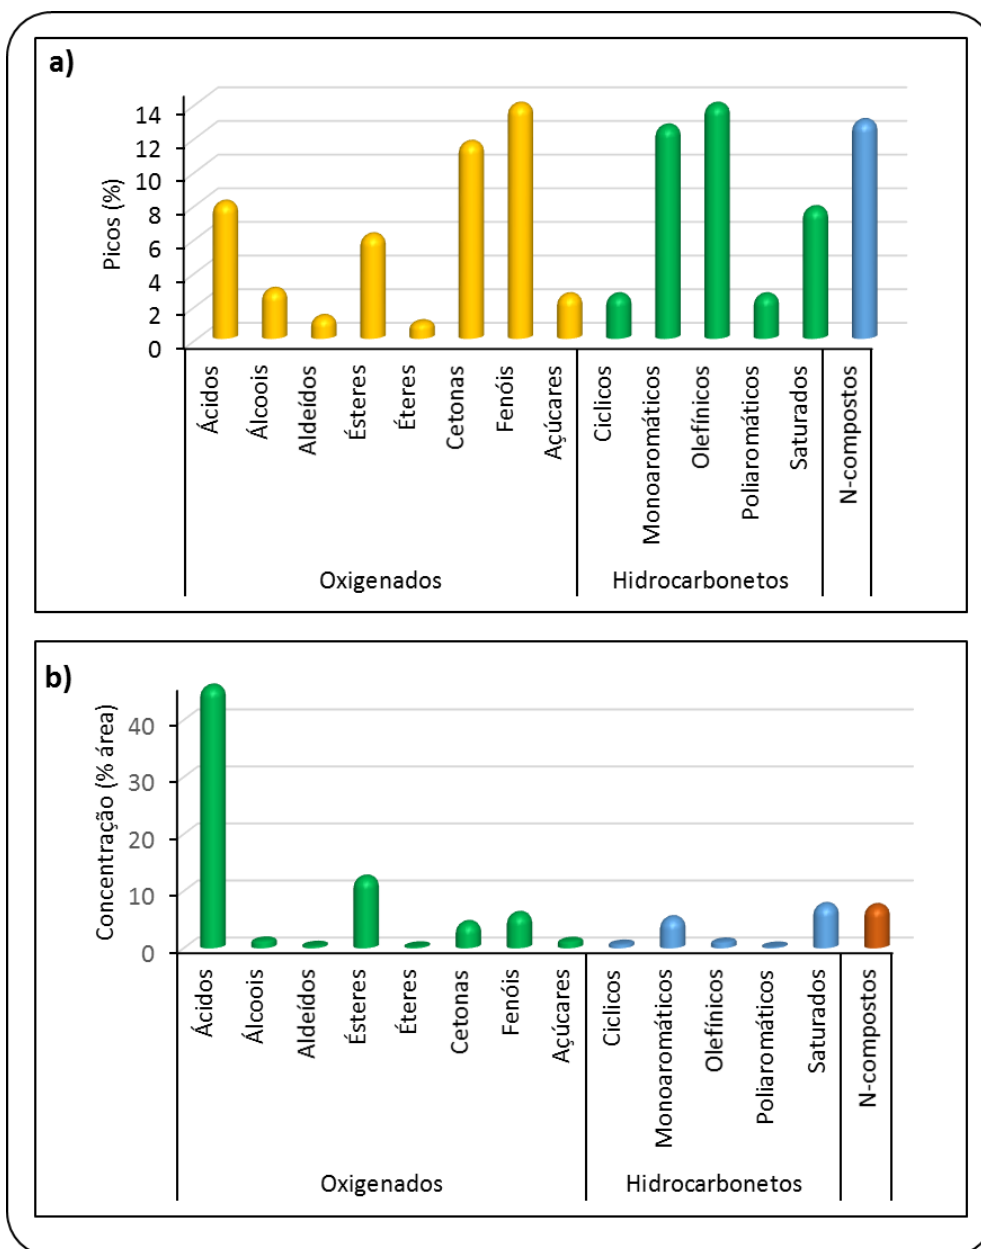 a)
Picos (%)
14
12
10
8
6
4
2
0
Ácidos
Álcoois
Aldeídos
Ésteres
Éteres
Cetonas
Fenóis
Açúcares
Ciclicos
Monoaromáticos
Olefínicos
Poliaromáticos
Saturados
N-compostos
Oxigenados
Hidrocarbonetos
b)
Concentração (% área)
40
30
20
10
0
Ácidos
Álcoois
Aldeídos
Ésteres
Éteres
Cetonas
Fenóis
Açúcares
Ciclicos
Monoaromáticos
Olefínicos
Poliaromáticos
Saturados
N-compostos
Oxigenados
Hidrocarbonetos